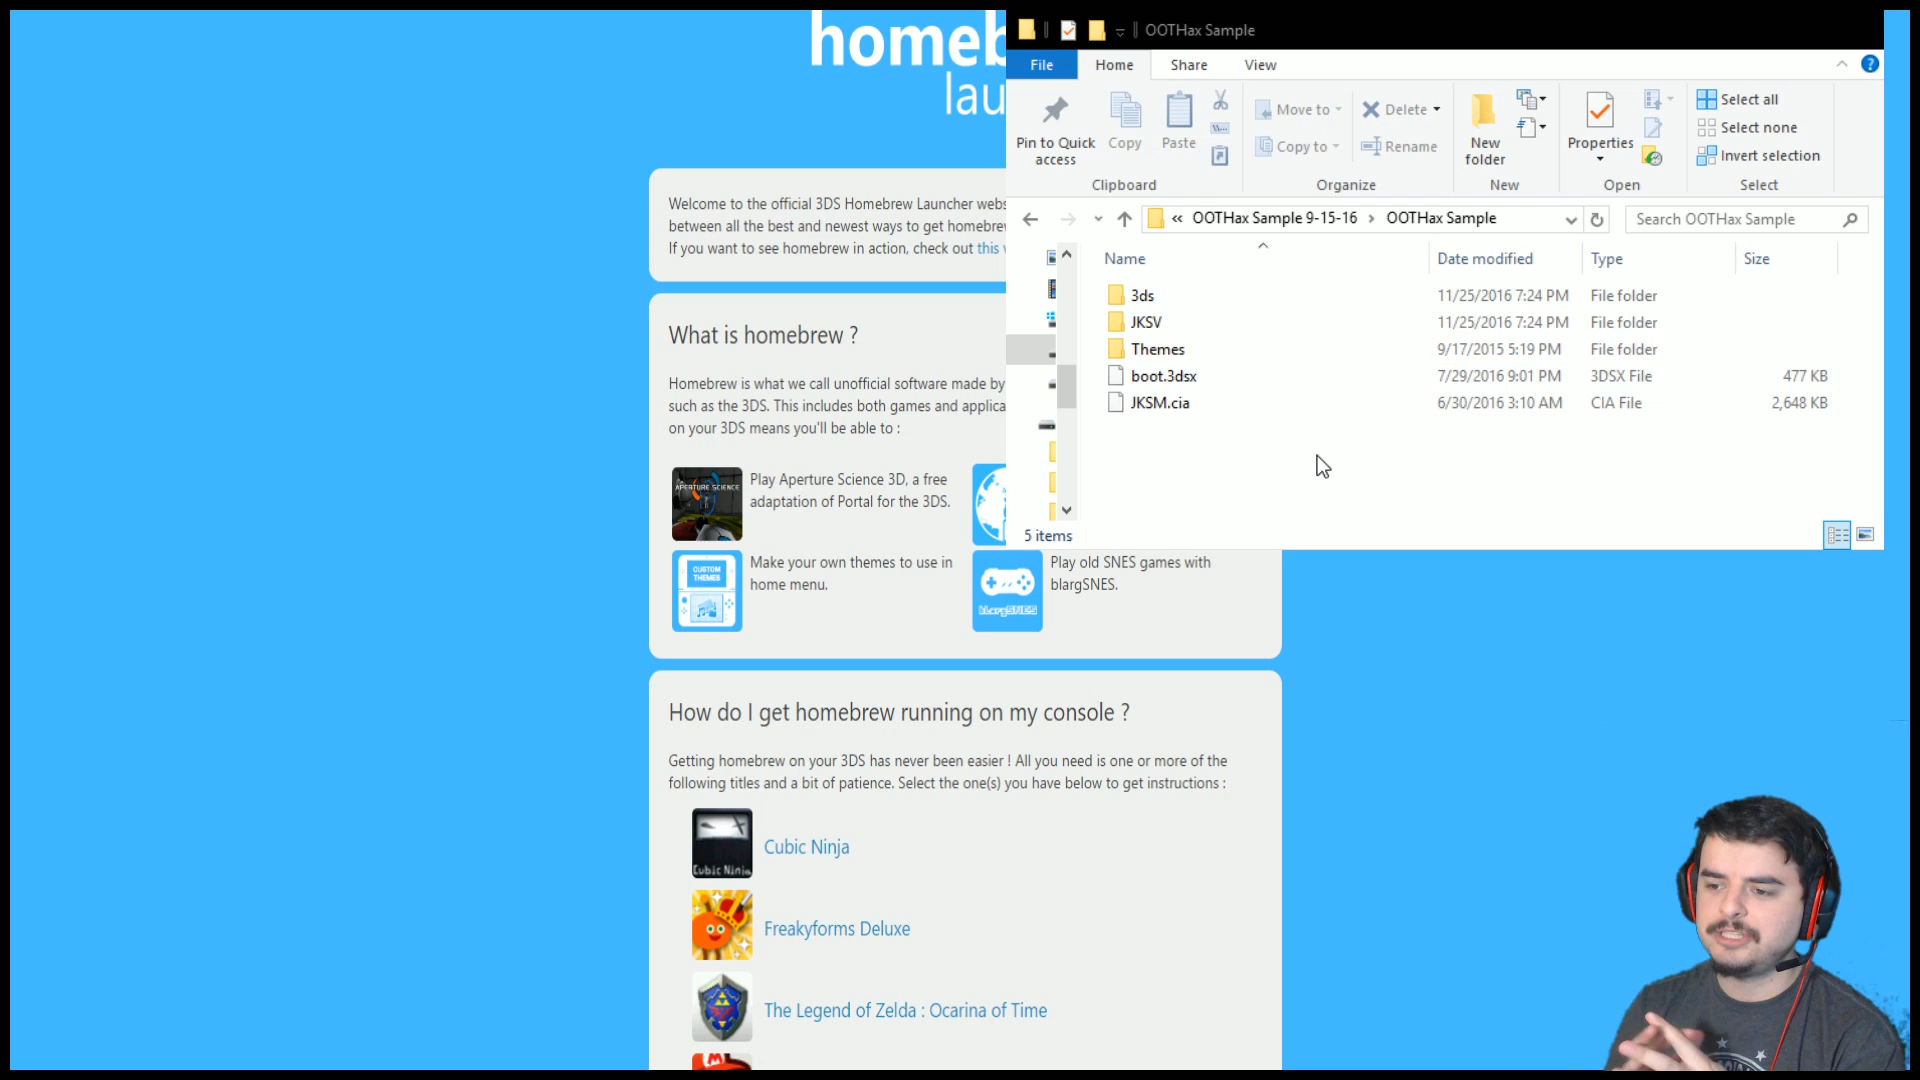 homeb
lau
Welcome to the official 3DS Homebrew Launcher webs
between all the best and newest ways to get homebrew
If you want to see homebrew in action, check out this v
What is homebrew ?
Homebrew is what we call unofficial software made by
such as the 3DS. This includes both games and applica
on your 3DS means you'll be able to :
APERTURE SCIENCE
Play Aperture Science 3D, a free
adaptation of Portal for the 3DS.
CUSTOM
THEMES
Make your own themes to use in
home menu.
blargSNES
Play old SNES games with
blargSNES.
How do I get homebrew running on my console ?
Getting homebrew on your 3DS has never been easier ! All you need is one or more of the
following titles and a bit of patience. Select the one(s) you have below to get instructions :
Cubic Ninja
Cubic Ninja
Freakyforms Deluxe
The Legend of Zelda : Ocarina of Time
OOTHax Sample
File
Home
Share
View
Pin to Quick
access
Copy
Paste
Clipboard
Move to
Copy to
Delete
Rename
Organize
New
folder
New
Properties
Open
Select all
Select none
Invert selection
Select
« OOTHax Sample 9-15-16 > OOTHax Sample
Search OOTHax Sample
Name Date modified Type Size
3ds 11/25/2016 7:24 PM File folder
JKSV 11/25/2016 7:24 PM File folder
Themes 9/17/2015 5:19 PM File folder
boot.3dsx 7/29/2016 9:01 PM 3DSX File 477 KB
JKSM.cia 6/30/2016 3:10 AM CIA File 2,648 KB
5 items